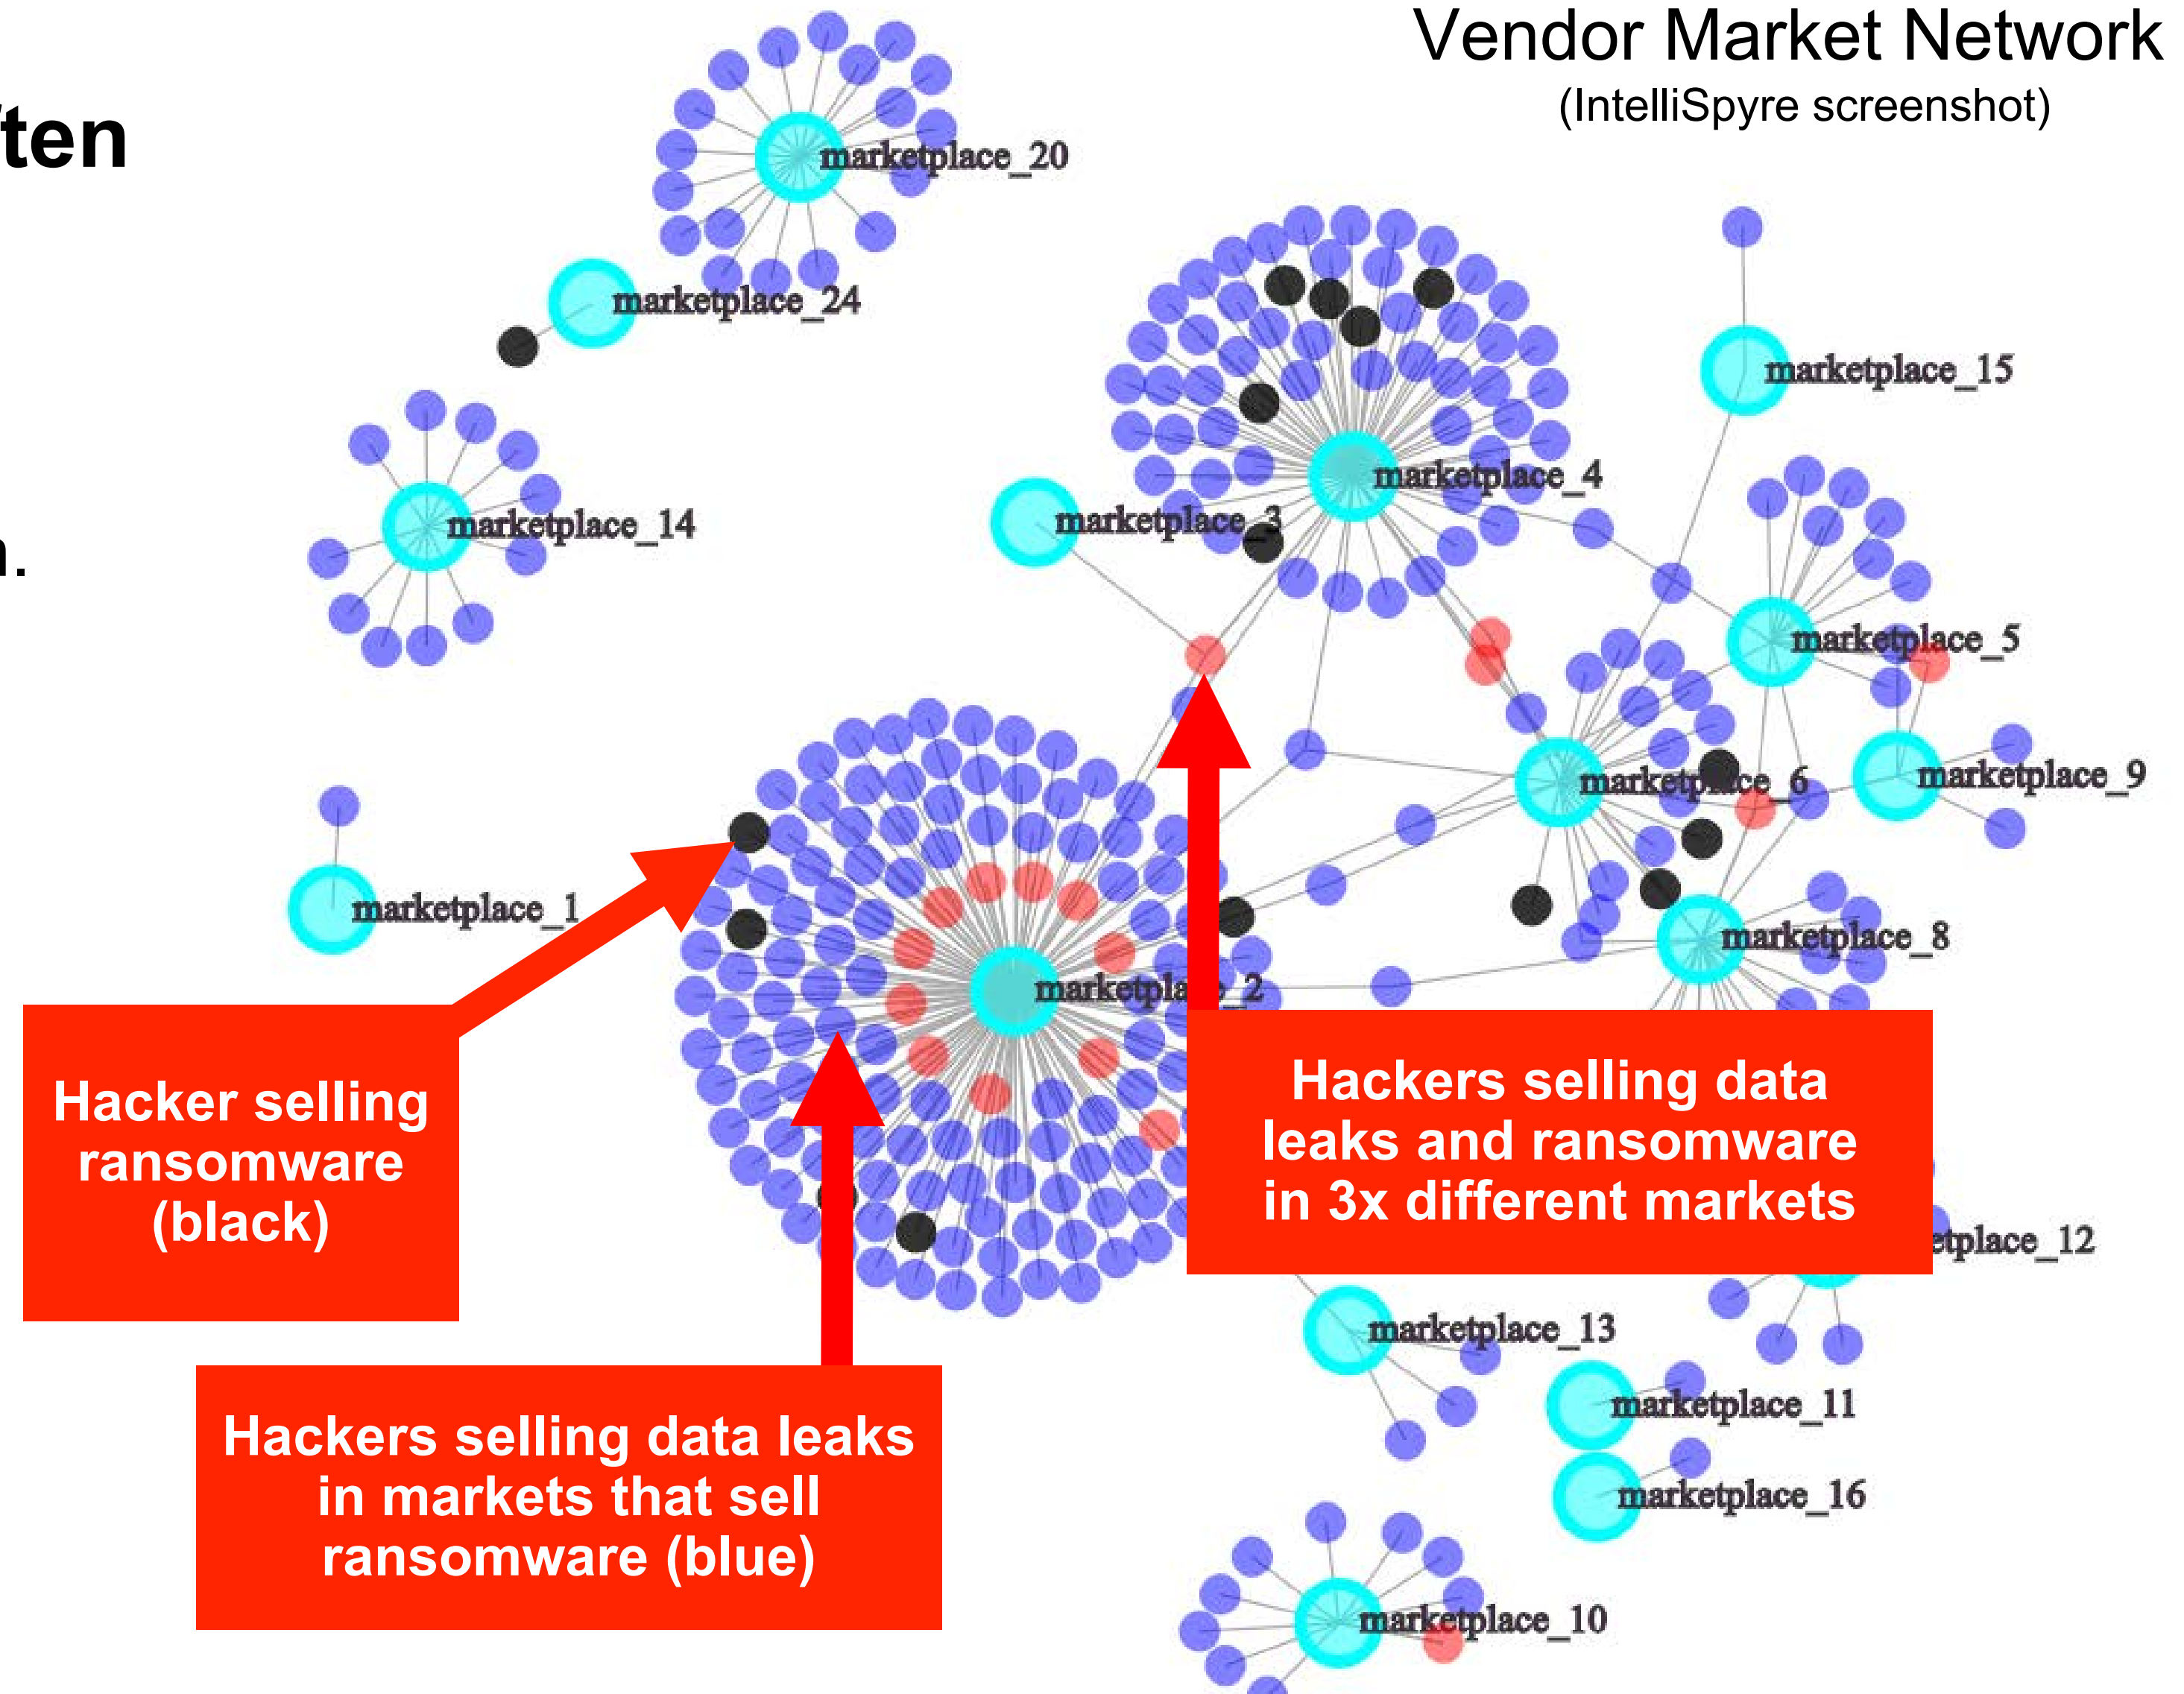 Vendor Market Network
(IntelliSpyre screenshot)
ten
marketplace_20
marketplace_24
marketplace_15
marketplace_4
marketplace_3
marketplace_14
n.
marketplace_5
marketplace_6
marketplace_9
marketplace_1
marketplace_8
marketplace_2
Hacker selling
ransomware
(black)
Hackers selling data
leaks and ransomware
in 3x different markets
etplace_12
marketplace_13
marketplace_11
Hackers selling data leaks
in markets that sell
ransomware (blue)
marketplace_16
marketplace_10